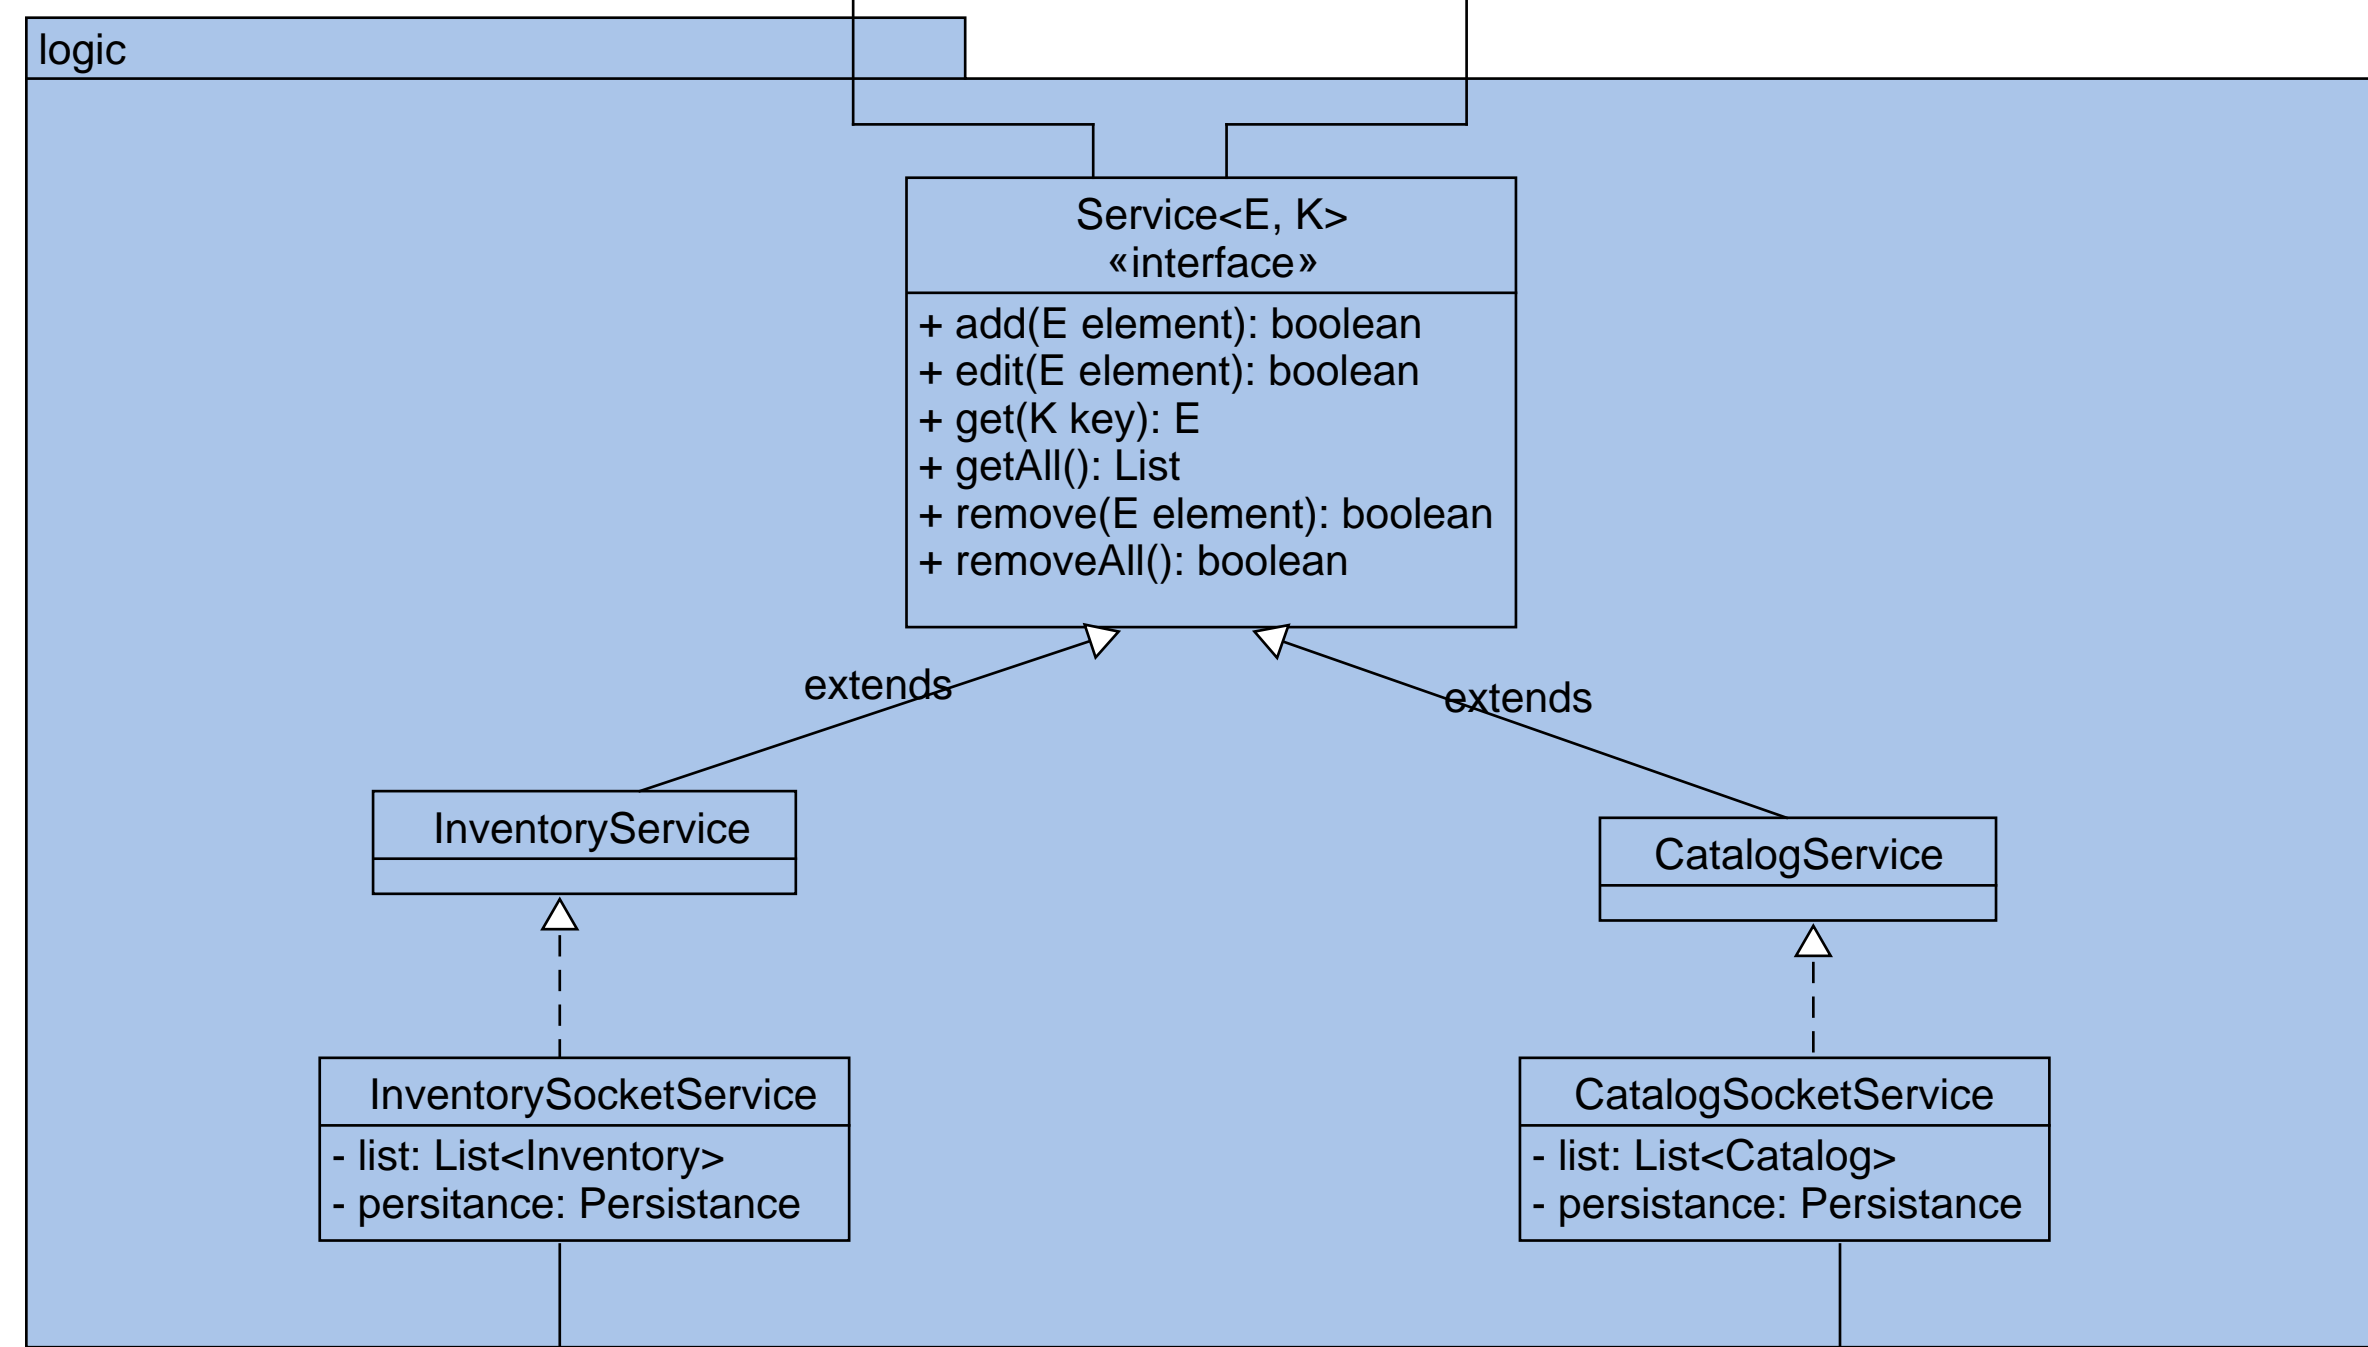 logic
Service<E, K>
«interface»
+ add(E element): boolean
+ edit(E element): boolean
+ get(K key): E
+ getAll(): List
+ remove(E element): boolean
+ removeAll(): boolean
extends
extends
InventoryService
CatalogService
InventorySocketService
- list: List<Inventory>
- persitance: Persistance
CatalogSocketService
- list: List<Catalog>
- persistance: Persistance